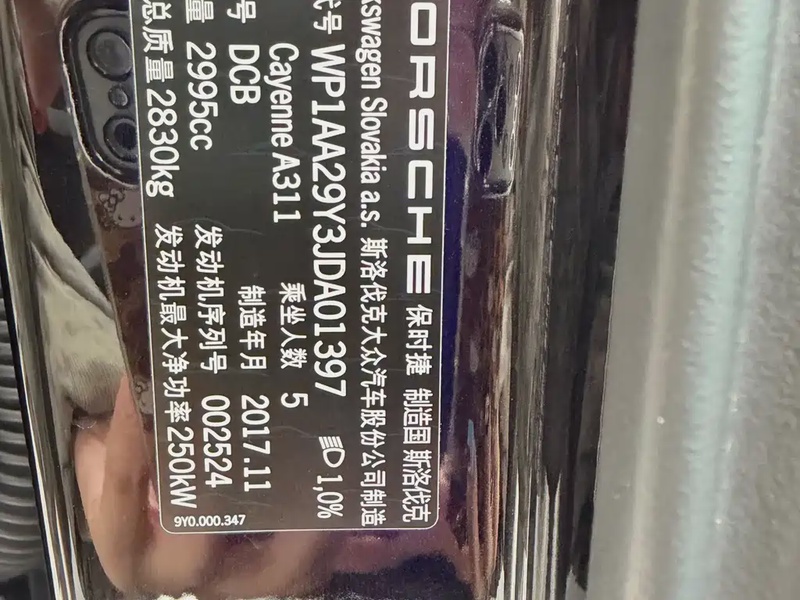 ORSCHE 保时捷 制造国 斯洛伐克
kswagen Slovakia a.s. 斯洛伐克大众汽车股份公司制造
代号 WP1AA29Y3JDA01397 1,0%
Cayenne A311 乘坐人数 5
号 DCB 制造年月 2017.11
量 2995cc 发动机序列号 002524
总质量 2830kg 发动机最大净功率 250kW
9Y0.000.347